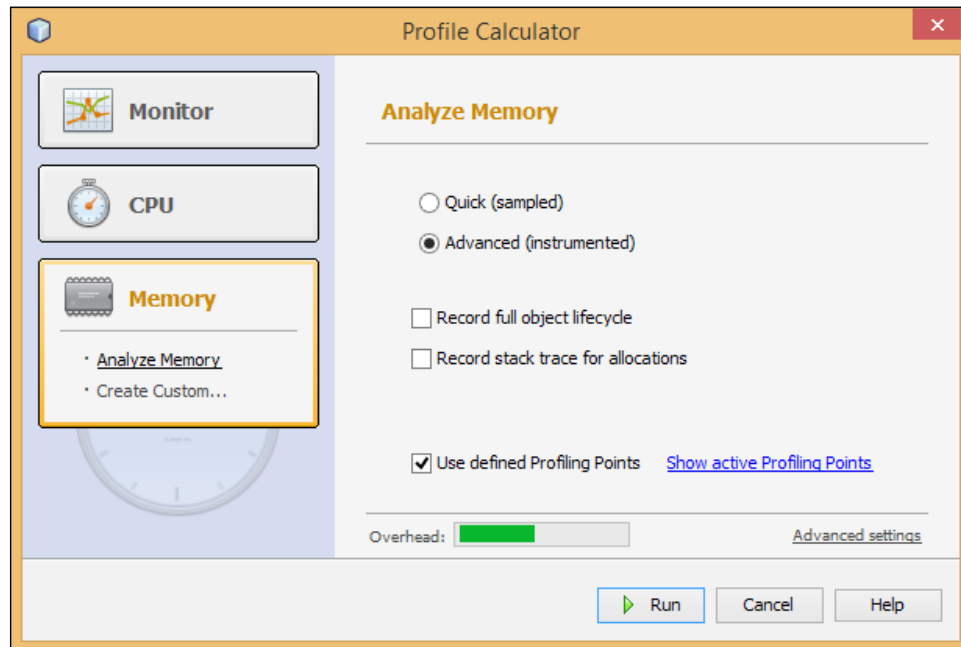 Profile Calculator
Monitor
CPU
Memory
· Analyze Memory
· Create Custom...
Analyze Memory
Quick (sampled)
Advanced (instrumented)
Record full object lifecycle
Record stack trace for allocations
Use defined Profiling Points Show active Profiling Points
Overhead: Advanced settings
Run Cancel Help